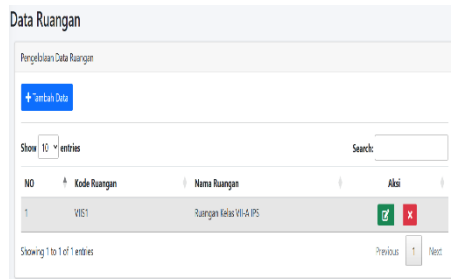 Data Ruangan
Pengelolaan Data Ruangan
+ Tambah Data
Show 10 entries
Search:
NO Kode Ruangan Nama Ruangan Aksi
1 VIIS1 Ruangan Kelas VII-A IPS
Showing 1 to 1 of 1 entries
Previous 1 Next